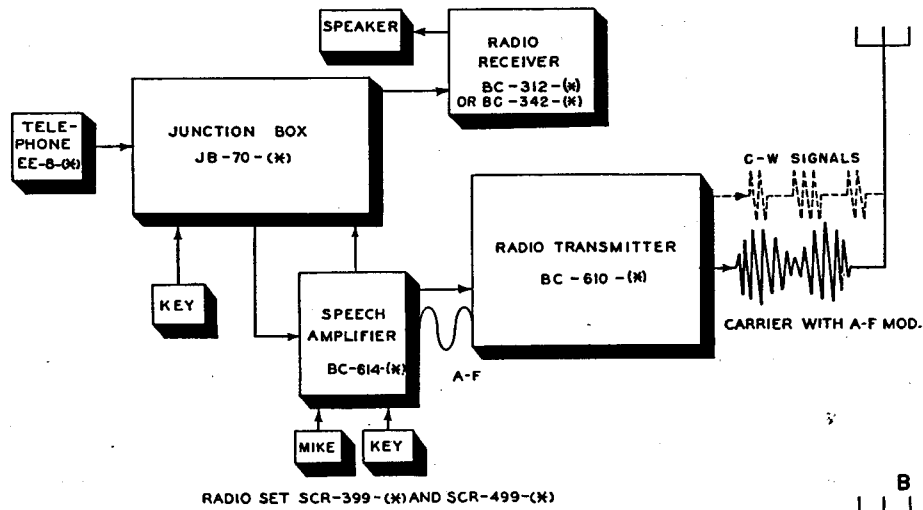 SPEAKER
RADIO
RECEIVER
BC-312-(*)
OR BC-342-(*)
TELE-
PHONE
EE-8-(*)
JUNCTION BOX
JB-70-(*)
C-W SIGNALS
RADIO TRANSMITTER
BC-610-(*)
KEY
SPEECH
AMPLIFIER
BC-614-(*)
A-F
CARRIER WITH A-F MOD.
MIKE
KEY
RADIO SET SCR-399-(*) AND SCR-499-(*)
B